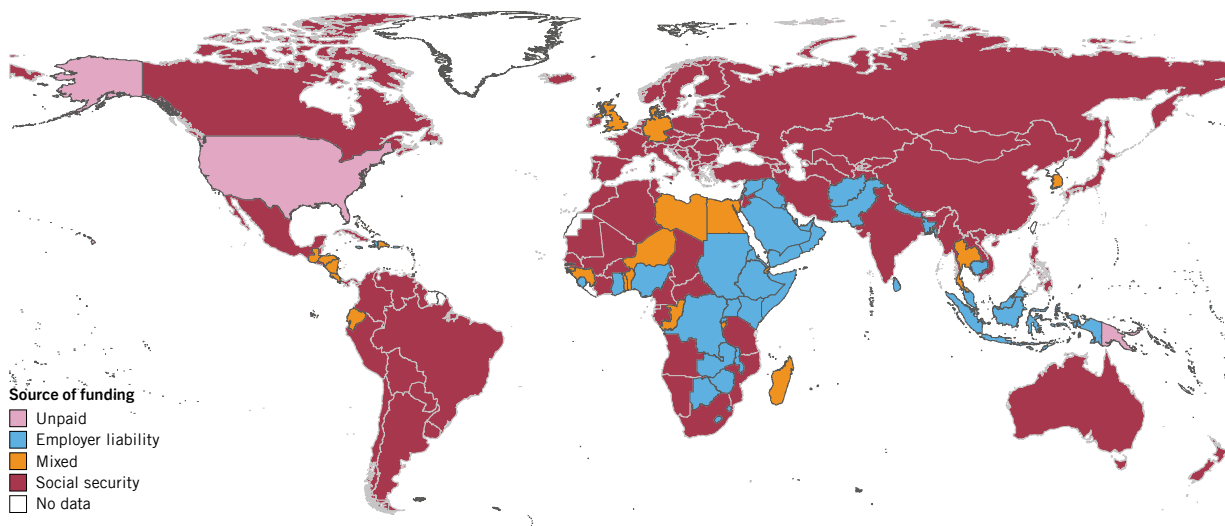 Source of funding
Unpaid
Employer liability
Mixed
Social security
No data